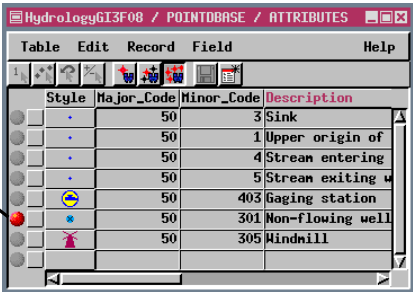 HydrologyGI3F08 / POINTDBASE / ATTRIBUTES
Table Edit Record Field Help
Style Major_Code Minor_Code Description
50 3 Sink
50 1 Upper origin of
50 4 Stream entering
50 5 Stream exiting w
50 403 Gaging station
50 301 Non-flowing well
50 305 Windmill